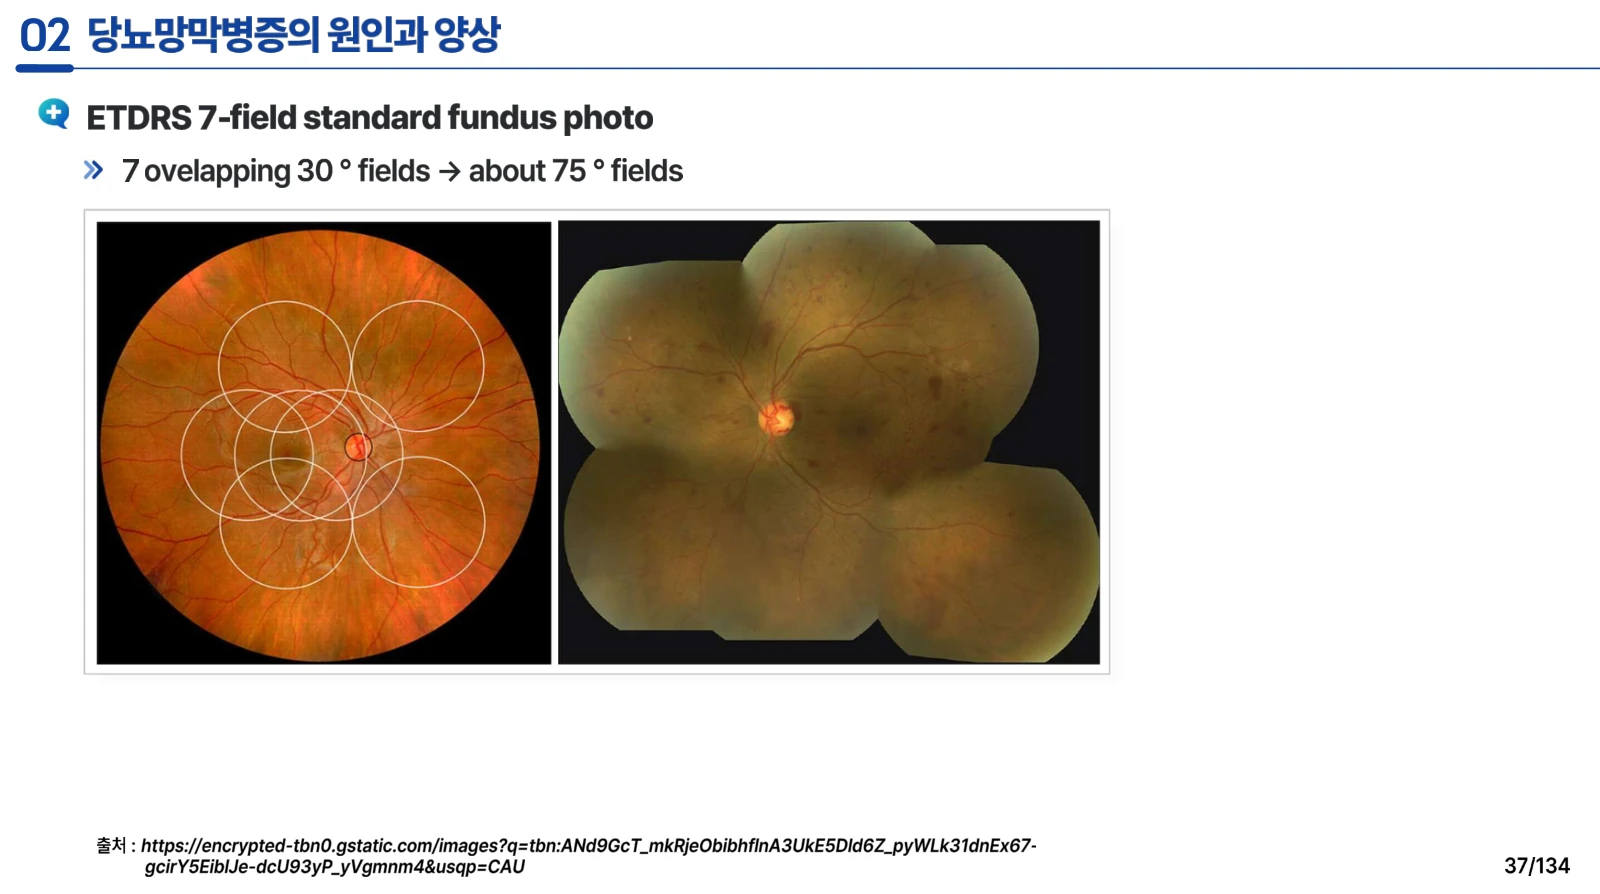 02 당뇨망막병증의 원인과 양상
ETDRS 7-field standard fundus photo
7 ovelapping 30 ° fields → about 75 ° fields
출처 : https://encrypted-tbn0.gstatic.com/images?q=tbn:ANd9GcT_mkRjeObibhflnA3UkE5DId6Z_pyWLk31dnEx67-
gcirY5EiblJe-dcU93yP_yVgmnm4&usqp=CAU
37/134